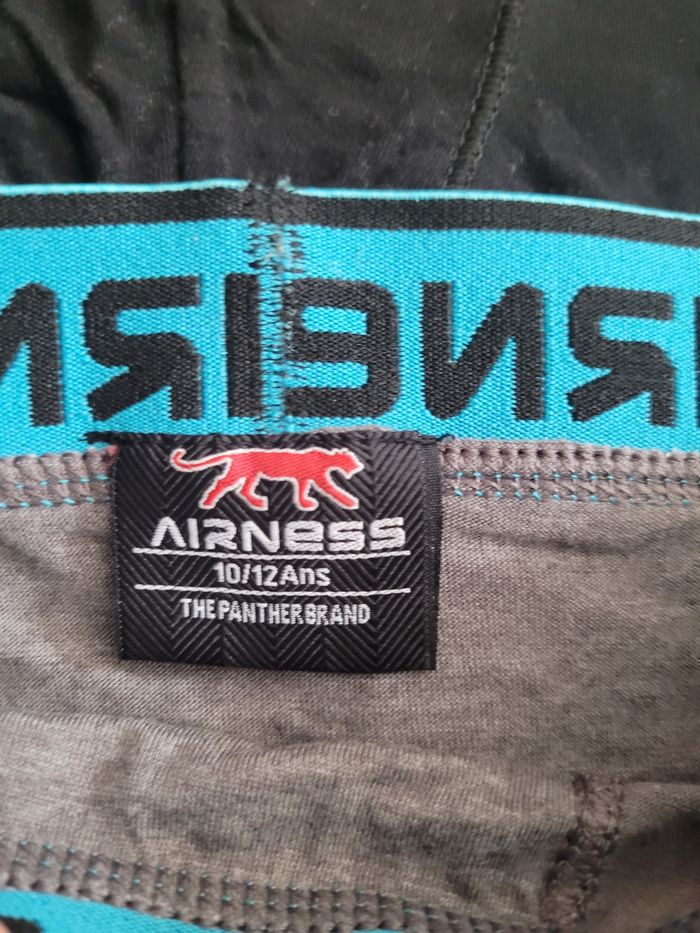 AIRNESS
10/12Ans
THE PANTHER BRAND